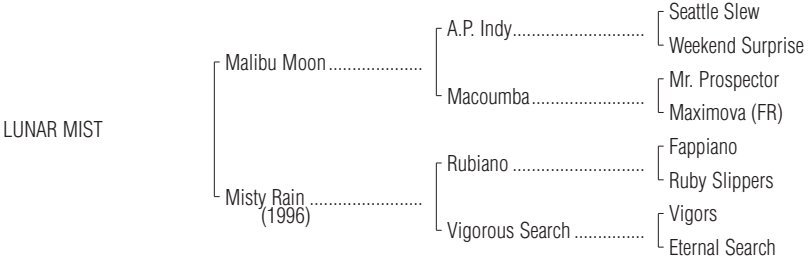 Seattle Slew
A.P. Indy............................
Weekend Surprise
Malibu Moon....................
Mr. Prospector
Macoumba........................
Maximova (FR)
LUNAR MIST
Fappiano
Rubiano ............................
Ruby Slippers
Misty Rain ........................
(1996)
Vigors
Vigorous Search ...............
Eternal Search